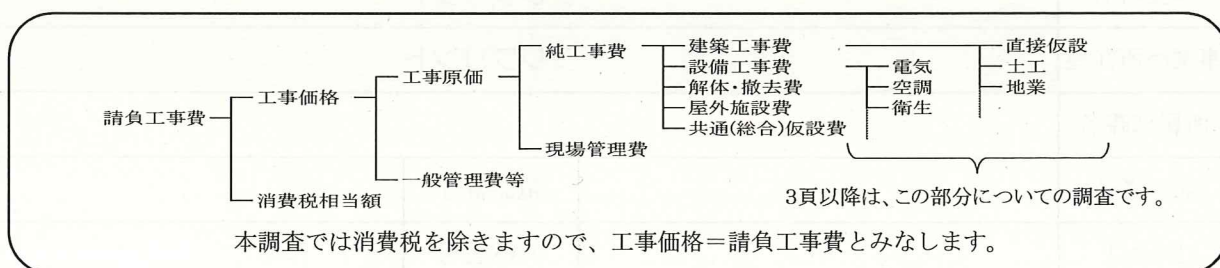 純工事費
建築工事費
直接仮設
設備工事費
電気
土工
工事原価
解体・撤去費
空調
地業
工事価格
屋外施設費
衛生
請負工事費
共通(総合)仮設費
現場管理費
一般管理費等
消費税相当額
3頁以降は、この部分についての調査です。
本調査では消費税を除きますので、工事価格=請負工事費とみなします。